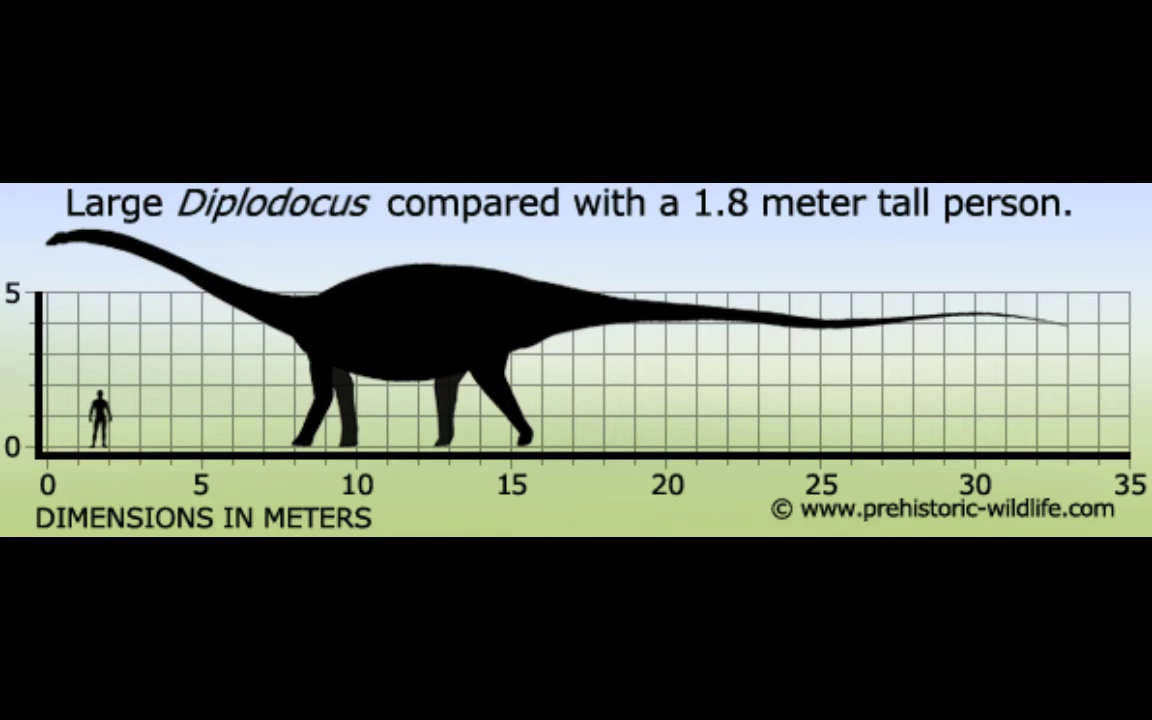 Large Diplodocus compared with a 1.8 meter tall person.
5
0
0 5 10 15 20 25 30 35
DIMENSIONS IN METERS
© www.prehistoric-wildlife.com